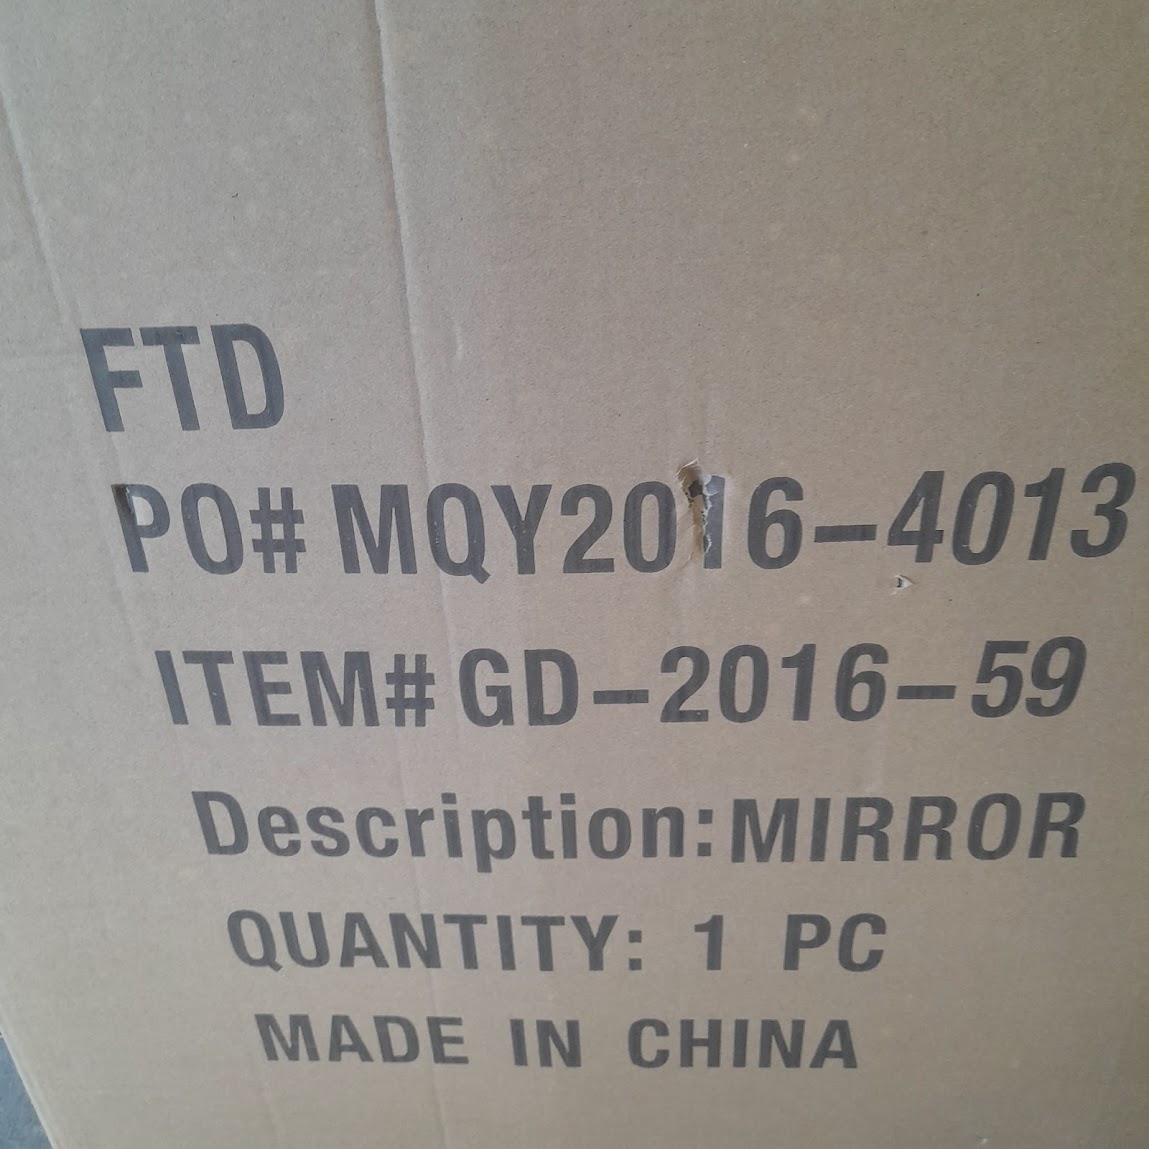 FTD
PO# MQY2016-4013
ITEM# GD-2016-59
Description:MIRROR
QUANTITY: 1 PC
MADE IN CHINA